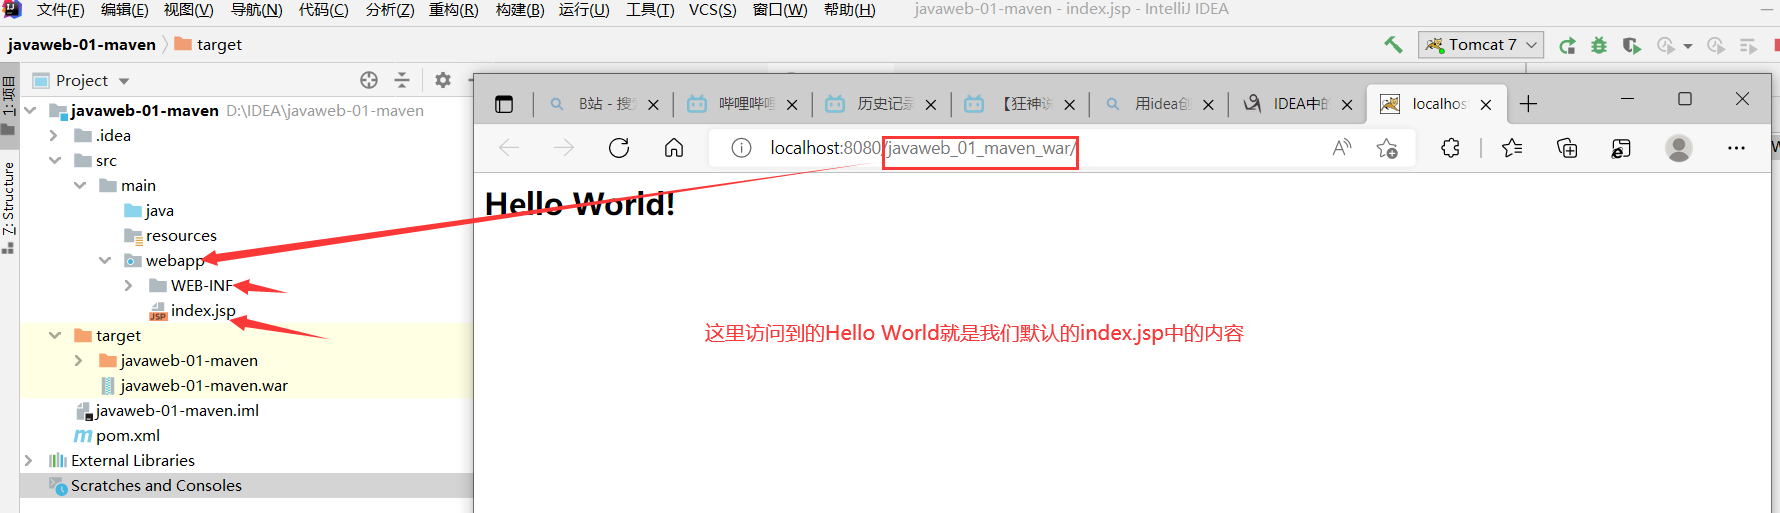 文件(F) 编辑(E) 视图(V) 导航(N) 代码(C) 分析(Z) 重构(R) 构建(B) 运行(U) 工具(T) VCS(S) 窗口(W) 帮助(H) javaweb-01-maven - index.jsp - IntelliJ IDEA
javaweb-01-maven target Tomcat 7
1: 项目
7: Structure
Project
javaweb-01-maven D:\IDEA\javaweb-01-maven
.idea
src
main
java
resources
webapp
WEB-INF
index.jsp
JSP
target
javaweb-01-maven
javaweb-01-maven.war
javaweb-01-maven.iml
pom.xml
External Libraries
Scratches and Consoles
B站 - 搜 哔哩哔哩 历史记录 【狂神说 用idea创 IDEA中的 localhos
localhost:8080/javaweb_01_maven_war/
Hello World!
这里访问到的Hello World就是我们默认的index.jsp中的内容